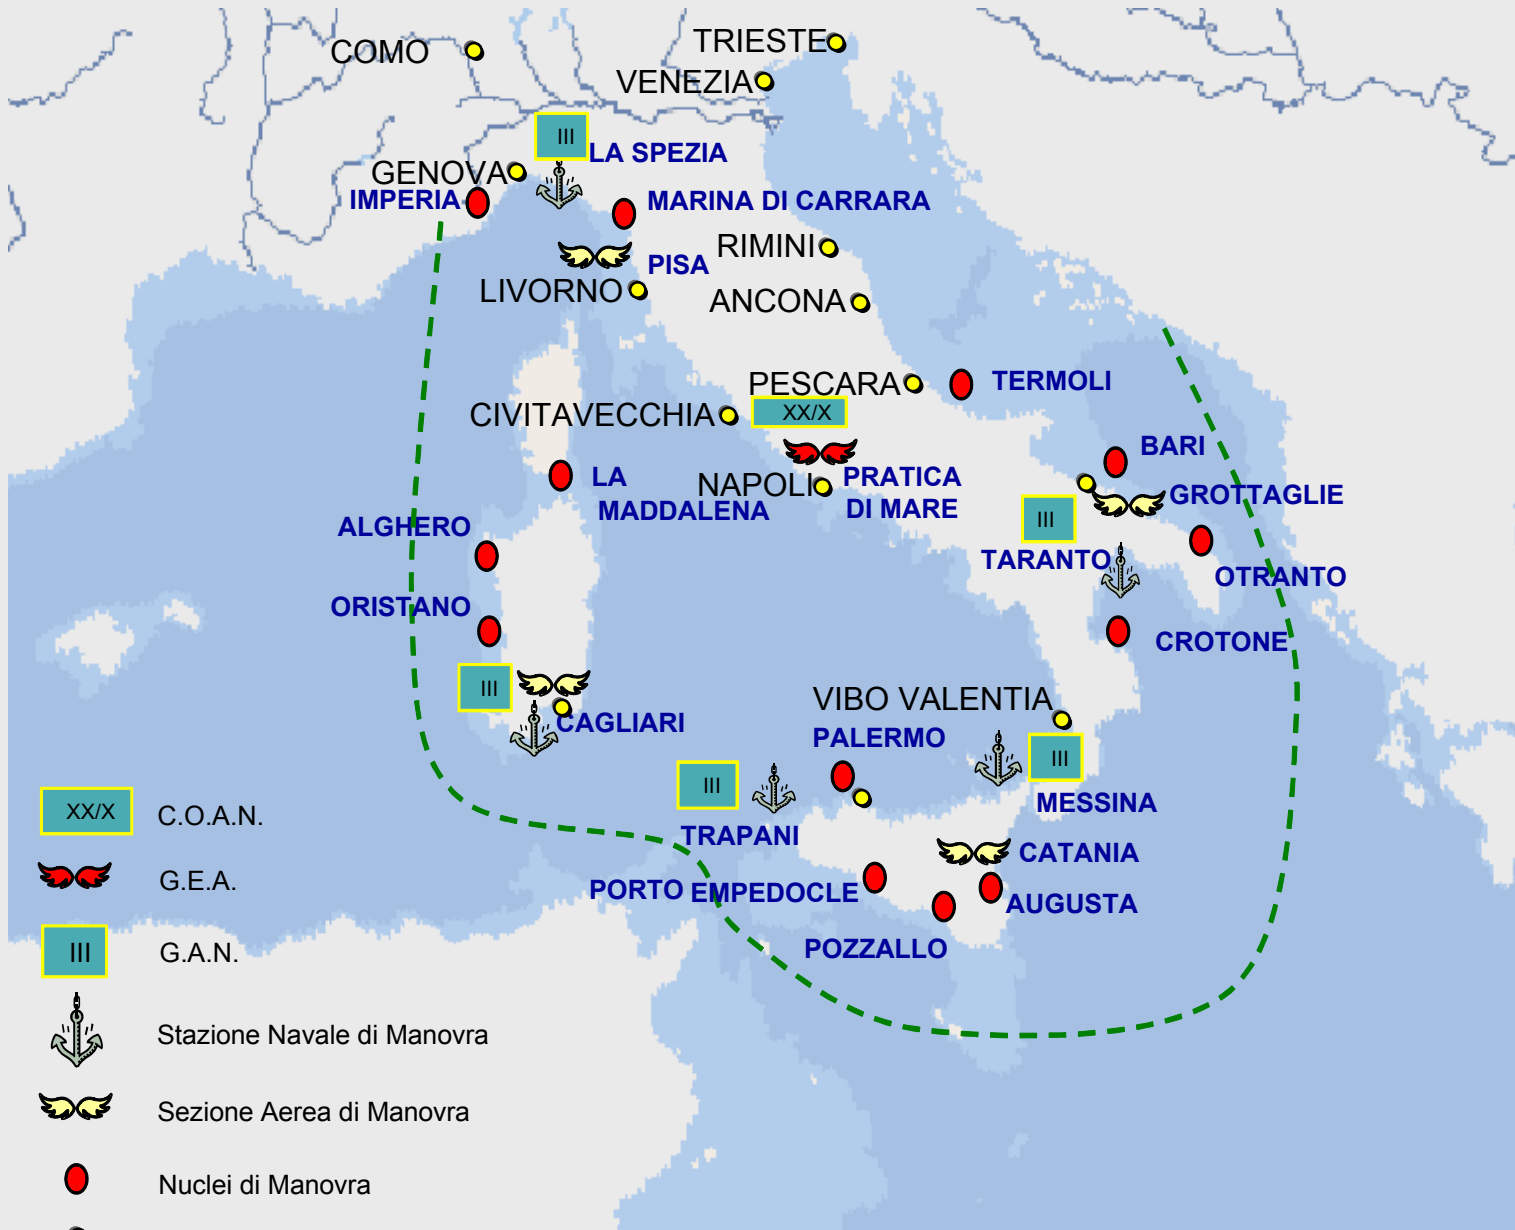 COMO
TRIESTE
VENEZIA
III
LA SPEZIA
GENOVA
IMPERIA
MARINA DI CARRARA
RIMINI
PISA
LIVORNO
ANCONA
PESCARA
TERMOLI
CIVITAVECCHIA
XX/X
BARI
NAPOLI
PRATICA
DI MARE
LA
MADDALENA
GROTTAGLIE
III
ALGHERO
TARANTO
OTRANTO
ORISTANO
CROTONE
III
CAGLIARI
VIBO VALENTIA
PALERMO
III
III
MESSINA
TRAPANI
CATANIA
PORTO EMPEDOCLE
AUGUSTA
POZZALLO
XX/X
C.O.A.N.
G.E.A.
III
G.A.N.
Stazione Navale di Manovra
Sezione Aerea di Manovra
Nuclei di Manovra